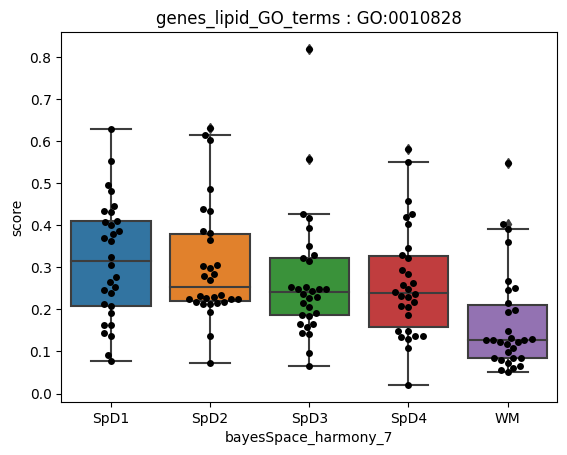 genes_lipid_GO_terms : GO:0010828
score
0.8
0.7
0.6
0.5
0.4
0.3
0.2
0.1
0.0
SpD1 SpD2 SpD3 SpD4 WM
bayesSpace_harmony_7